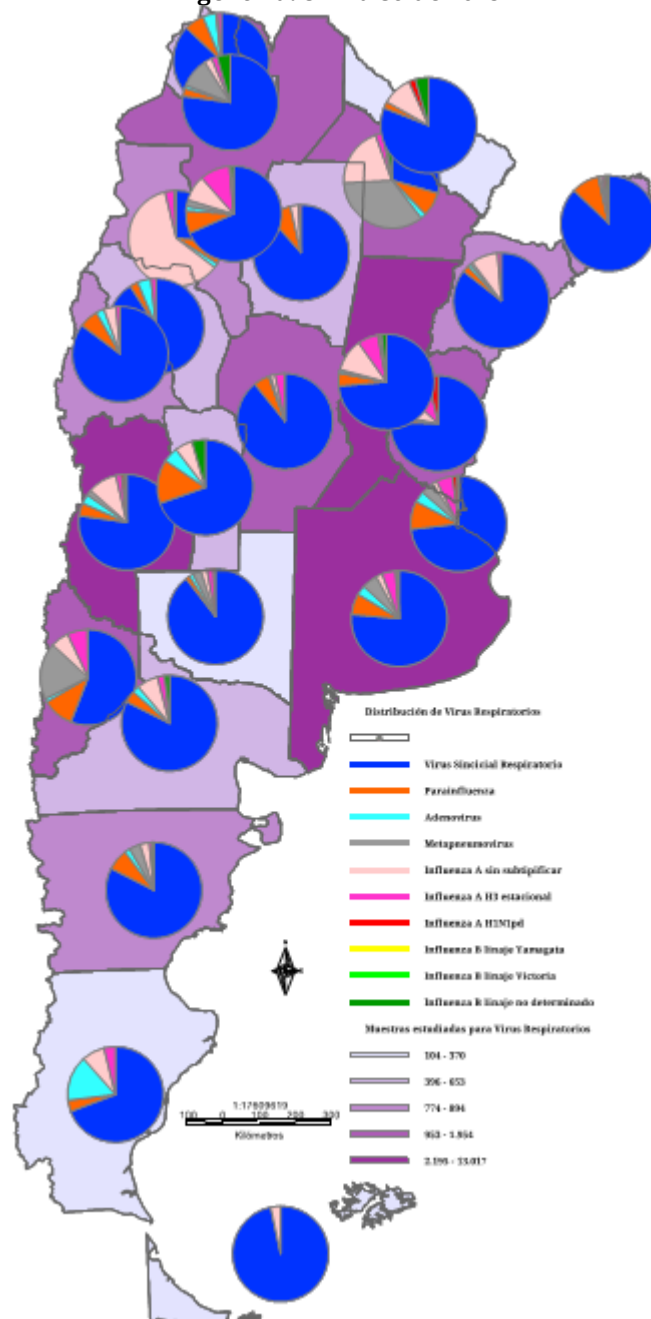 Distribución de Virus Respiratorios
Virus Sincicial Respiratorio
Parainfluenza
Adenovirus
Metapneumovirus
Influenza A sin subtipificar
Influenza A H3 estacional
Influenza A H1N1pd
Influenza B linaje Yamagata
Influenza B linaje Victoria
Influenza B linaje no determinado
Muestras estudiadas para Virus Respiratorios
104 - 370
396 - 653
774 - 894
953 - 1.954
2.195 - 13.017
1:17609619
100 0 100 200 300
Kilómetros